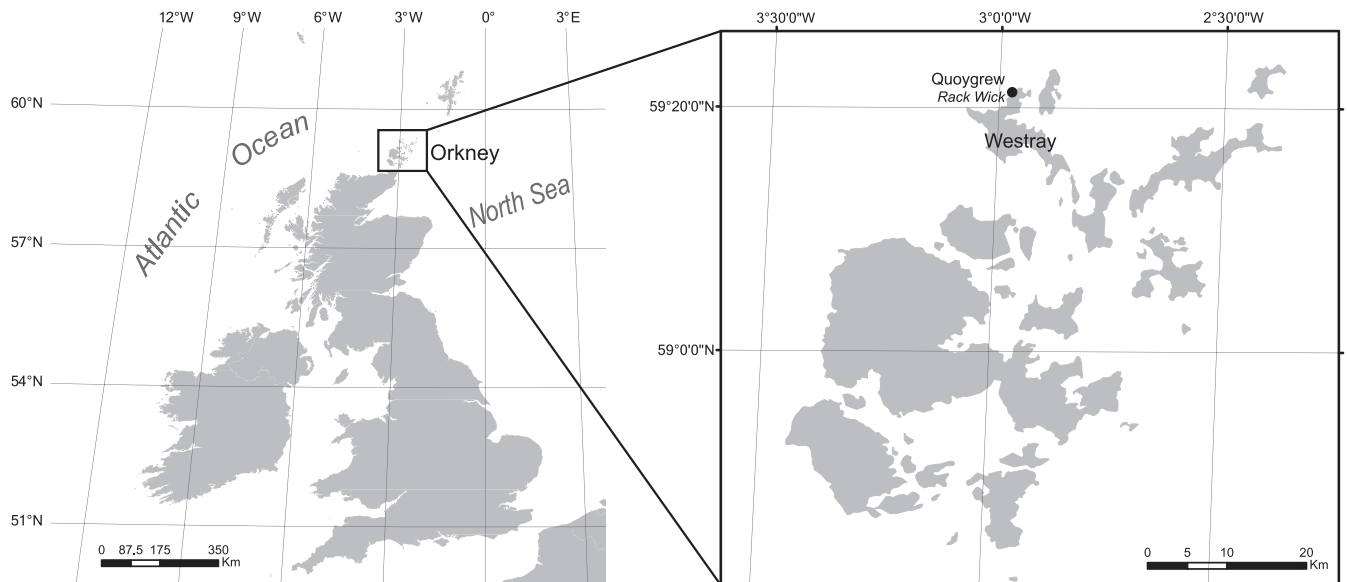 12°W 9°W 6°W 3°W 0° 3°E
60°N
57°N
54°N
51°N
Atlantic
Ocean
Orkney
North Sea
0 87.5 175 350
Km
3°30'0"W 3°0'0"W 2°30'0"W
59°20'0"N
59°0'0"N
Quoygrew
Rack Wick
Westray
0 5 10 20
Km